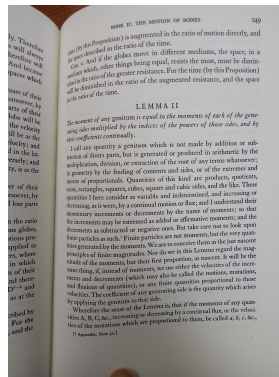 BOOK II: THE MOTION OF BODIES 249
time (by this Proposition) is augmented in the ratio of motion directly, and
the space described in the ratio of the time.
COR. V. And if the globes move in different mediums, the space, in a
medium which, other things being equal, resists the most, must be dimin-
ished in the ratio of the greater resistance. For the time (by this Proposition)
will be diminished in the ratio of the augmented resistance, and the space
in the ratio of the time.
LEMMA II
The moment of any genitum is equal to the moments of each of the gene-
rating sides multiplied by the indices of the powers of those sides, and by
their coefficients continually.
I call any quantity a genitum which is not made by addition or sub-
traction of divers parts, but is generated or produced in arithmetic by the
multiplication, division, or extraction of the root of any terms whatsoever;
in geometry by the finding of contents and sides, or of the extremes and
means of proportionals. Quantities of this kind are products, quotients,
roots, rectangles, squares, cubes, square and cubic sides, and the like. These
quantities I here consider as variable and indetermined, and increasing or
decreasing, as it were, by a continual motion or flux; and I understand their
momentary increments or decrements by the name of moments; so that
the increments may be esteemed as added or affirmative moments; and the
decrements as subtracted or negative ones. But take care not to look upon
finite particles as such.¹ Finite particles are not moments, but the very quan-
tities generated by the moments. We are to conceive them as the just nascent
principles of finite magnitudes. Nor do we in this Lemma regard the mag-
nitude of the moments, but their first proportion, as nascent. It will be the
same thing, if, instead of moments, we use either the velocities of the incre-
ments and decrements (which may also be called the motions, mutations,
and fluxions of quantities), or any finite quantities proportional to those
velocities. The coefficient of any generating side is the quantity which arises
by applying the genitum to that side.
Wherefore the sense of the Lemma is, that if the moments of any quan-
tities A, B, C, &c., increasing or decreasing by a continual flux, or the veloci-
ties of the mutations which are proportional to them, be called a, b, c, &c.,
[¹ Appendix, Note 30.]